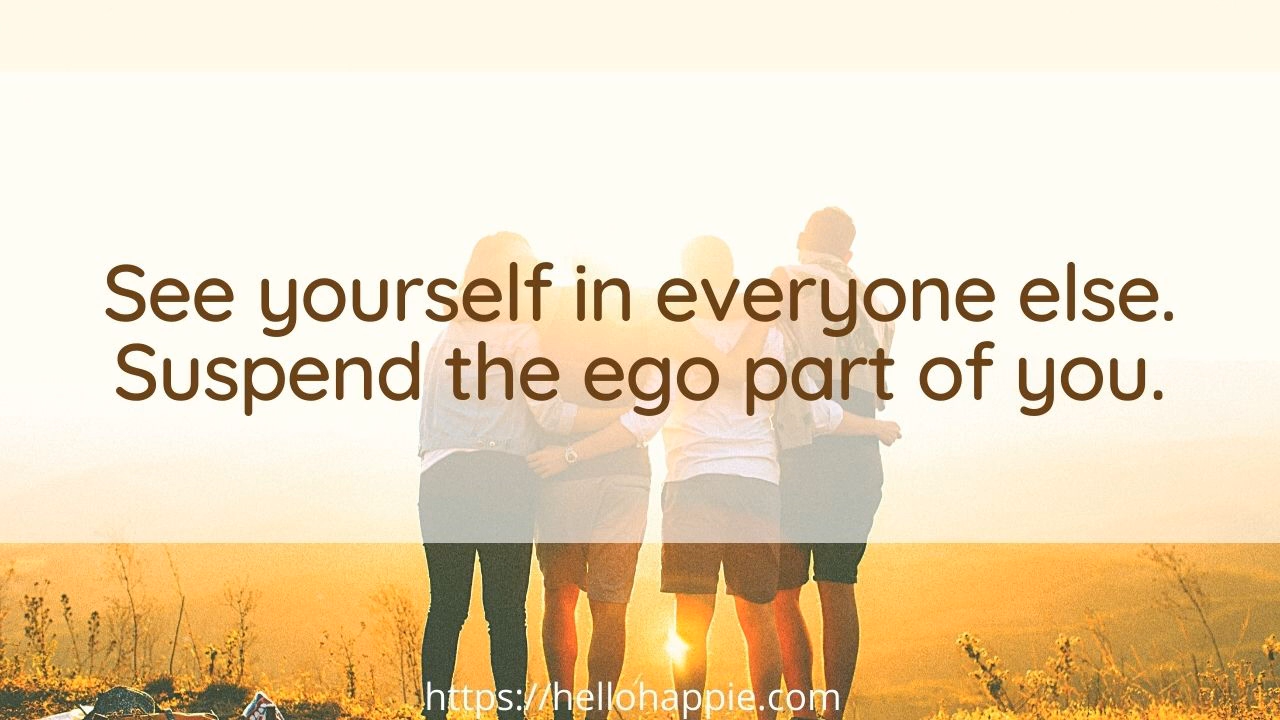 See yourself in everyone else.
Suspend the ego part of you.
https://hellohappie.com